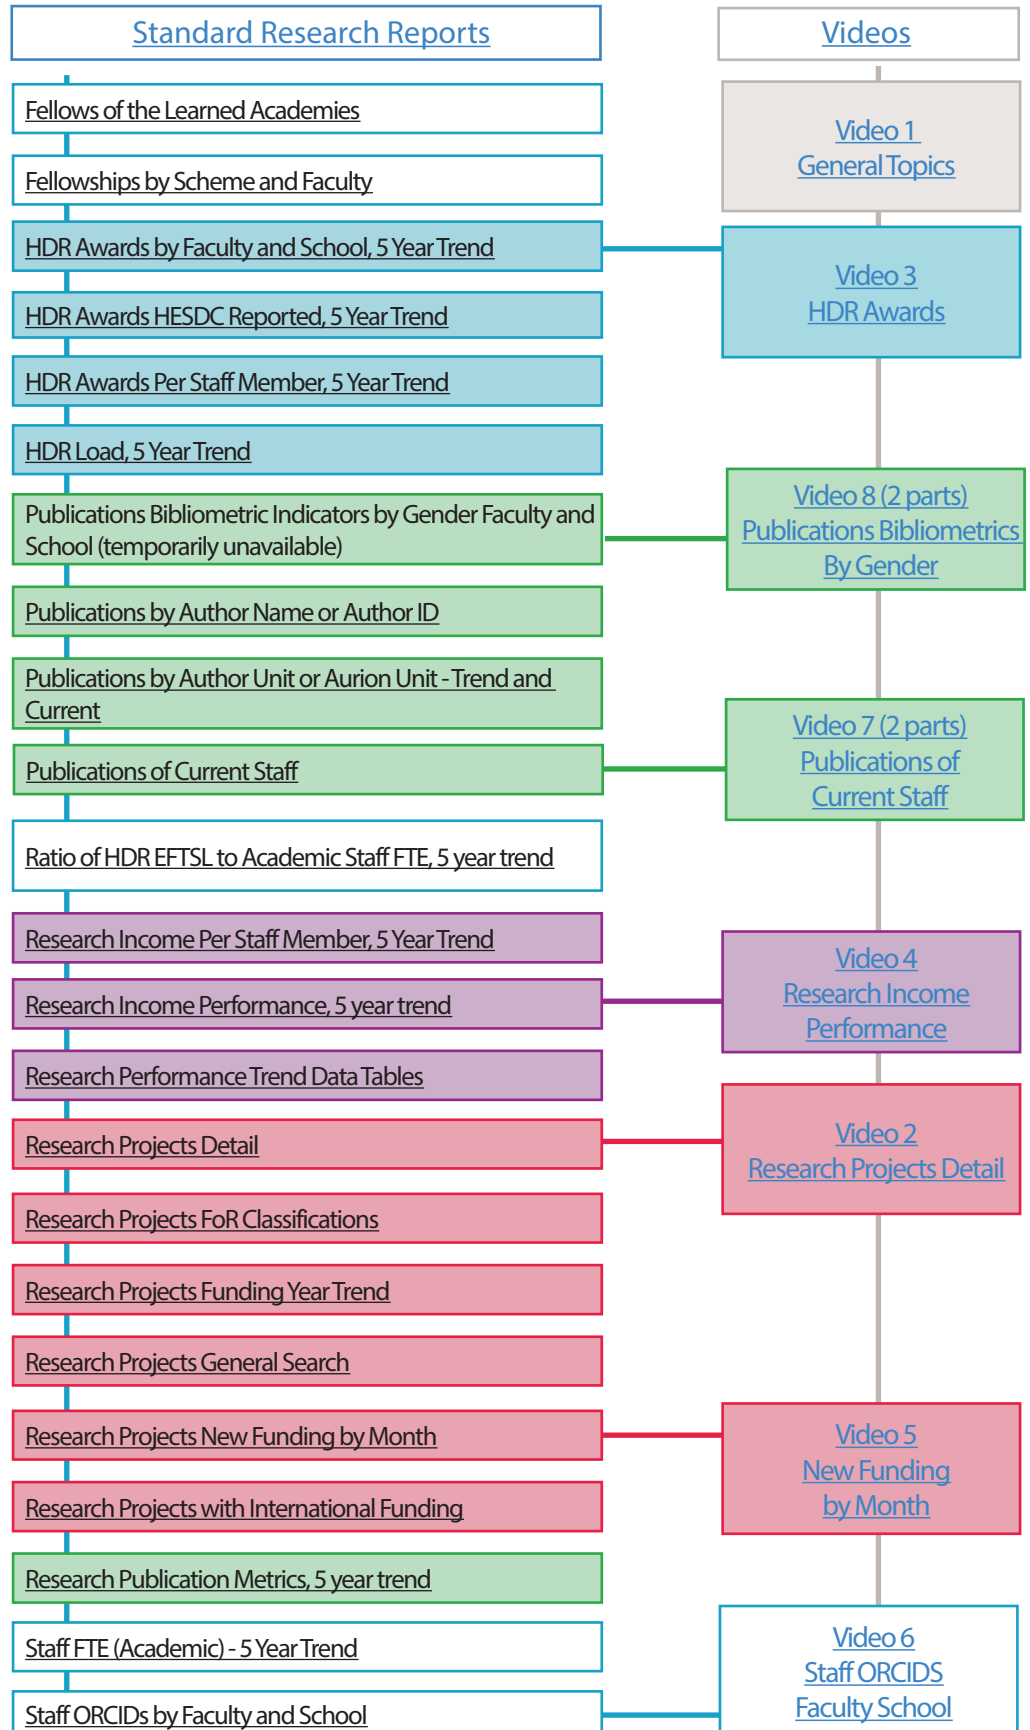 Standard Research Reports
Fellows of the Learned Academies
Fellowships by Scheme and Faculty
HDR Awards by Faculty and School, 5 Year Trend
HDR Awards HESDC Reported, 5 Year Trend
HDR Awards Per Staff Member, 5 Year Trend
HDR Load, 5 Year Trend
Publications Bibliometric Indicators by Gender Faculty and
School (temporarily unavailable)
Publications by Author Name or Author ID
Publications by Author Unit or Aurion Unit - Trend and
Current
Publications of Current Staff
Ratio of HDR EFTSL to Academic Staff FTE, 5 year trend
Research Income Per Staff Member, 5 Year Trend
Research Income Performance, 5 year trend
Research Performance Trend Data Tables
Research Projects Detail
Research Projects FoR Classifications
Research Projects Funding Year Trend
Research Projects General Search
Research Projects New Funding by Month
Research Projects with International Funding
Research Publication Metrics, 5 year trend
Staff FTE (Academic) - 5 Year Trend
Staff ORCIDs by Faculty and School
Videos
Video 1
General Topics
Video 3
HDR Awards
Video 8 (2 parts)
Publications Bibliometrics
By Gender
Video 7 (2 parts)
Publications of
Current Staff
Video 4
Research Income
Performance
Video 2
Research Projects Detail
Video 5
New Funding
by Month
Video 6
Staff ORCIDS
Faculty School